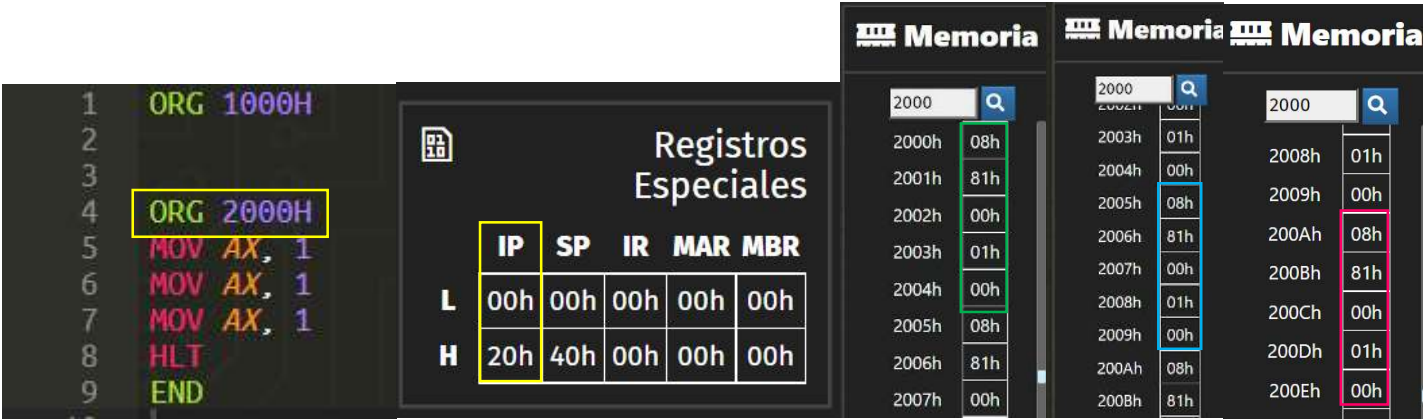 1 ORG 1000H
2
3
4 ORG 2000H
5 MOV AX, 1
6 MOV AX, 1
7 MOV AX, 1
8 HLT
9 END
Registros
Especiales
IP SP IR MAR MBR
L 00h 00h 00h 00h 00h
H 20h 40h 00h 00h 00h
Memoria
2000
2000h 08h
2001h 81h
2002h 00h
2003h 01h
2004h 00h
2005h 08h
2006h 81h
2007h 00h
Memoria
2000
2003h 01h
2004h 00h
2005h 08h
2006h 81h
2007h 00h
2008h 01h
2009h 00h
200Ah 08h
200Bh 81h
Memoria
2000
2008h 01h
2009h 00h
200Ah 08h
200Bh 81h
200Ch 00h
200Dh 01h
200Eh 00h